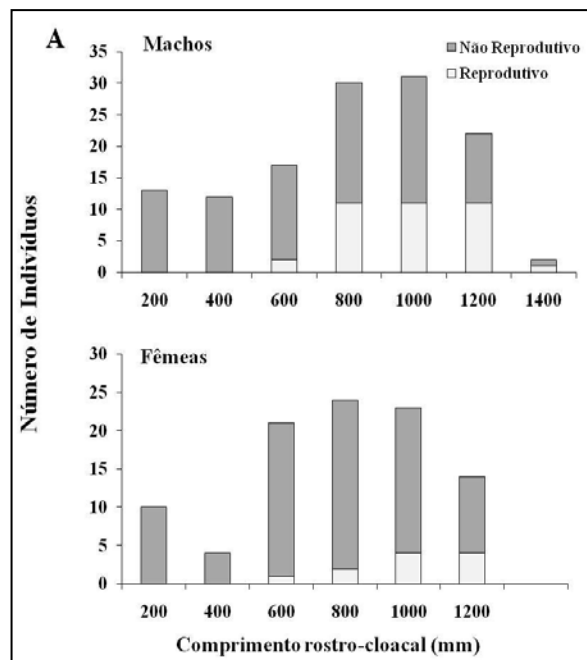 A
Machos
Não Reprodutivo
Reprodutivo
35
30
25
20
15
10
5
0
200 400 600 800 1000 1200 1400
Número de Indivíduos
Fêmeas
30
25
20
15
10
5
0
200 400 600 800 1000 1200
Comprimento rostro-cloacal (mm)